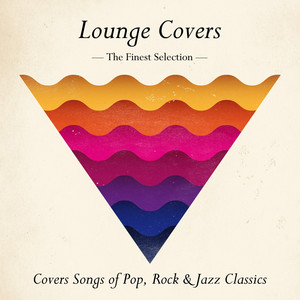 Lounge Covers
— The Finest Selection —
Covers Songs of Pop, Rock & Jazz Classics